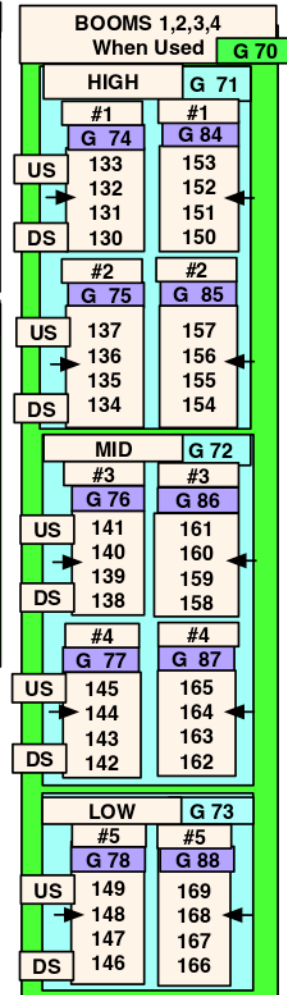 BOOMS 1,2,3,4
When Used G 70
HIGH G 71
#1 #1
G 74 G 84
US 133 153
132 152
131 151
DS 130 150
#2 #2
G 75 G 85
US 137 157
136 156
135 155
DS 134 154
MID G 72
#3 #3
G 76 G 86
US 141 161
140 160
139 159
DS 138 158
#4 #4
G 77 G 87
US 145 165
144 164
143 163
DS 142 162
LOW G 73
#5 #5
G 78 G 88
US 149 169
148 168
147 167
DS 146 166